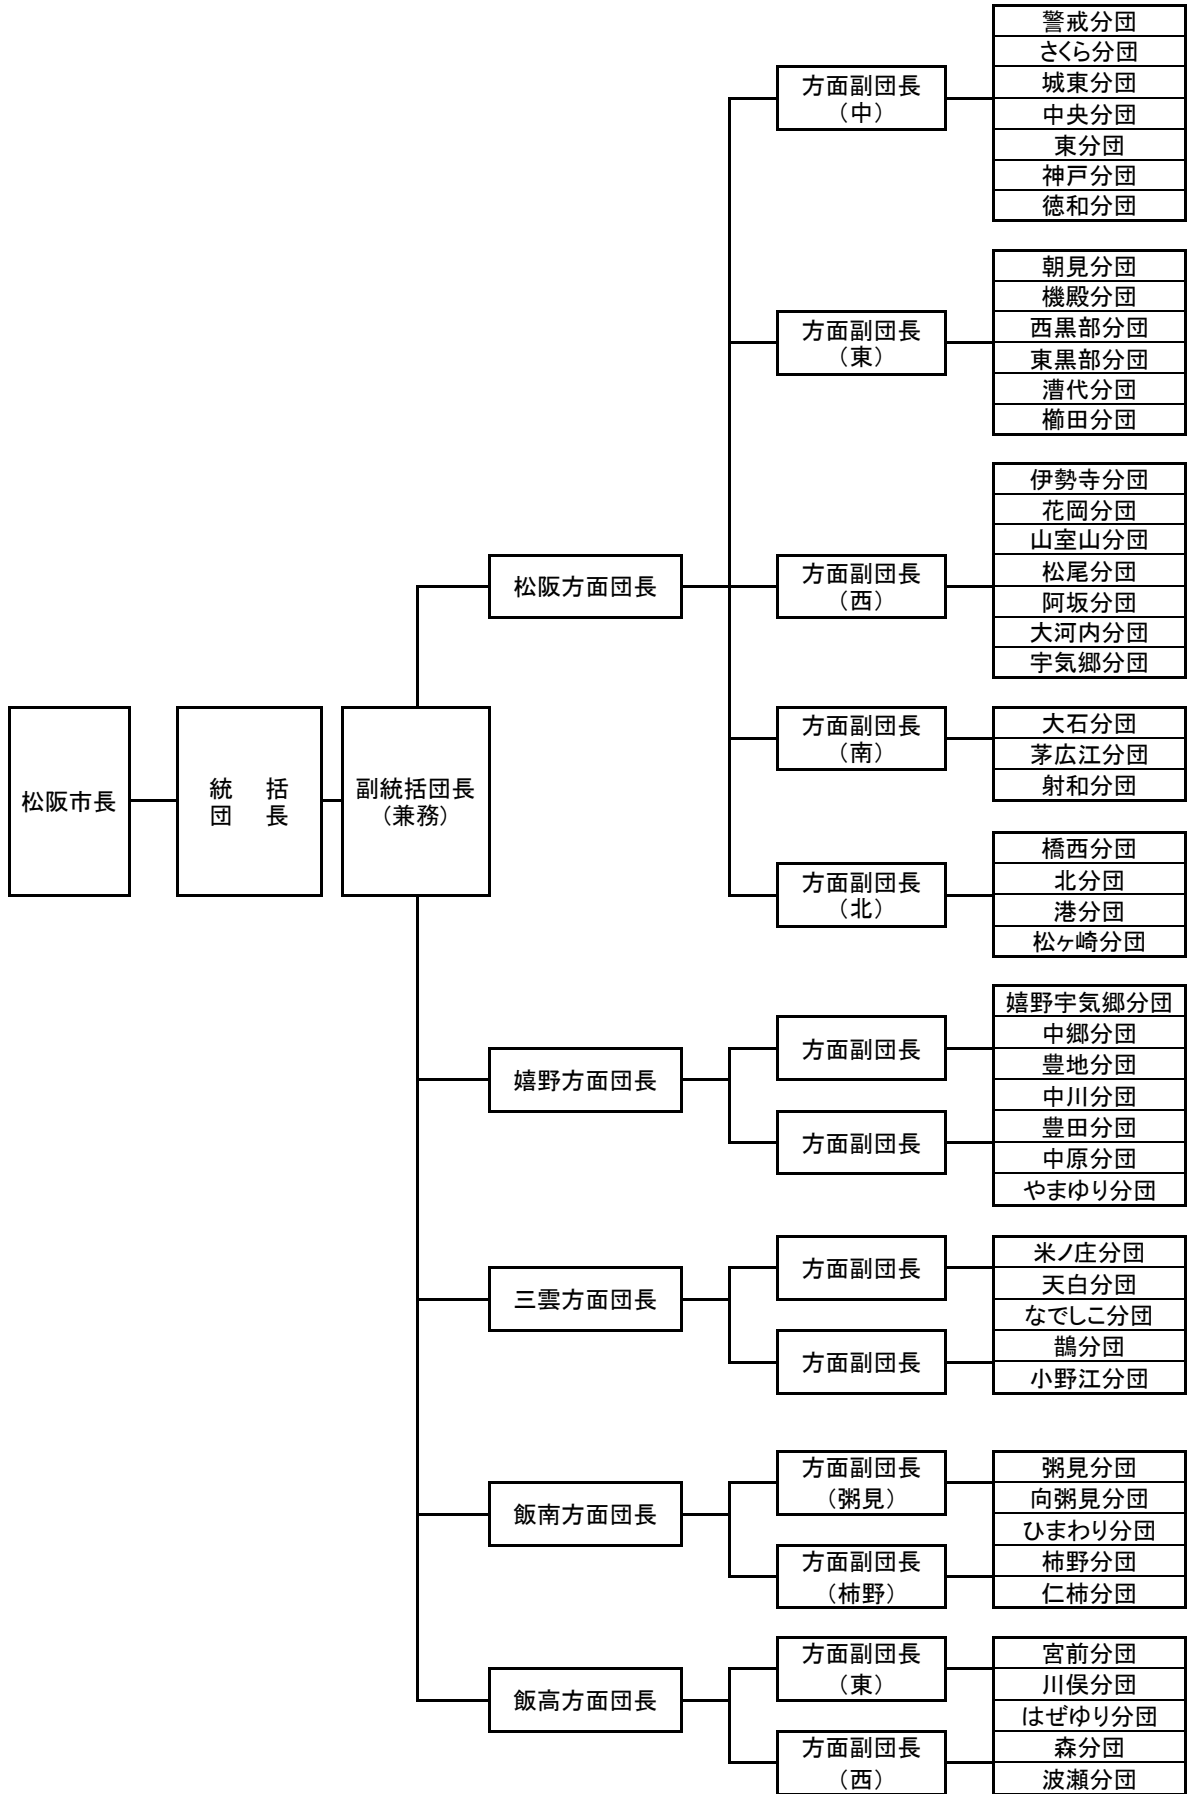 松阪市長
統　括
団　長
副統括団長
（兼務）
松阪方面団長
方面副団長
（中）
警戒分団
さくら分団
城東分団
中央分団
東分団
神戸分団
徳和分団
方面副団長
（東）
朝見分団
機殿分団
西黒部分団
東黒部分団
漕代分団
櫛田分団
方面副団長
（西）
伊勢寺分団
花岡分団
山室山分団
松尾分団
阿坂分団
大河内分団
宇気郷分団
方面副団長
（南）
大石分団
茅広江分団
射和分団
方面副団長
（北）
橋西分団
北分団
港分団
松ヶ崎分団
嬉野方面団長
方面副団長
方面副団長
嬉野宇気郷分団
中郷分団
豊地分団
中川分団
豊田分団
中原分団
やまゆり分団
三雲方面団長
方面副団長
方面副団長
米ノ庄分団
天白分団
なでしこ分団
鵲分団
小野江分団
飯南方面団長
方面副団長
（粥見）
方面副団長
（柿野）
粥見分団
向粥見分団
ひまわり分団
柿野分団
仁柿分団
飯高方面団長
方面副団長
（東）
方面副団長
（西）
宮前分団
川俣分団
はぜゆり分団
森分団
波瀬分団